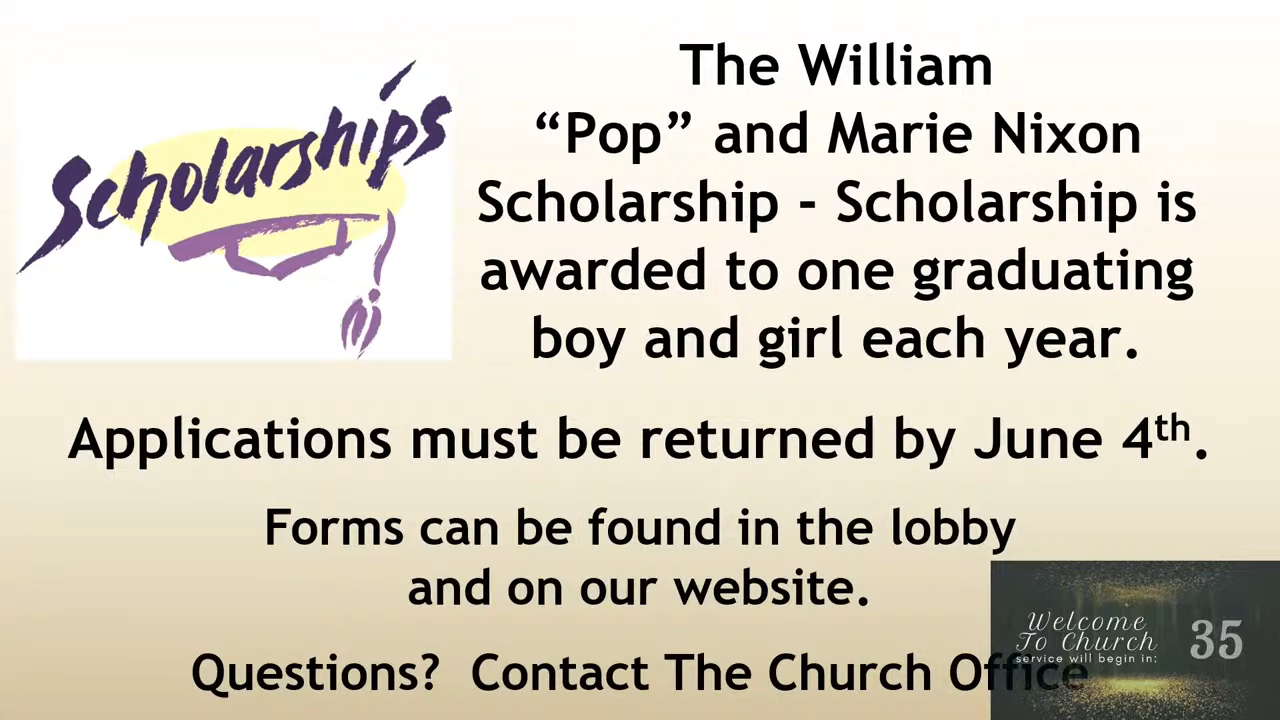 Scholarships
The William
“Pop” and Marie Nixon
Scholarship - Scholarship is
awarded to one graduating
boy and girl each year.
Applications must be returned by June 4th.
Forms can be found in the lobby
and on our website.
Questions?  Contact The Church Office
Welcome
To Church
service will begin in:
35